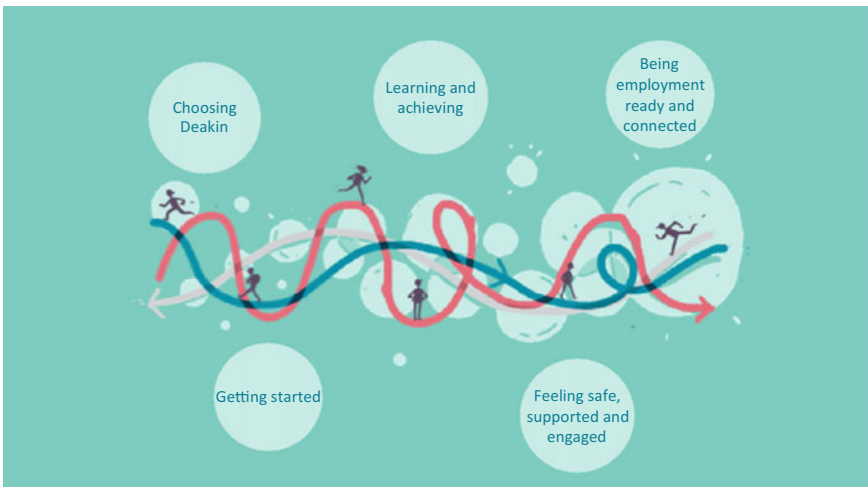 Choosing
Deakin
Learning and
achieving
Being
employment
ready and
connected
Getting started
Feeling safe,
supported and
engaged